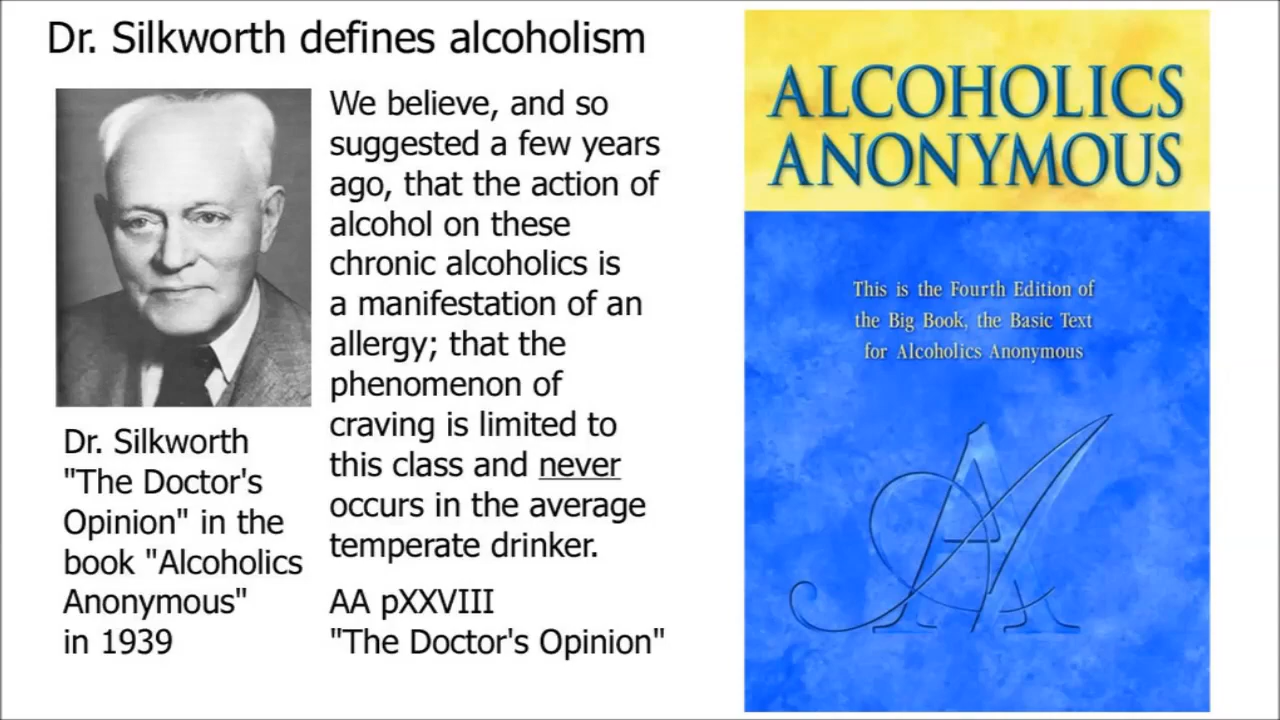 Dr. Silkworth defines alcoholism
We believe, and so
suggested a few years
ago, that the action of
alcohol on these
chronic alcoholics is
a manifestation of an
allergy; that the
phenomenon of
craving is limited to
this class and never
occurs in the average
temperate drinker.
AA pXXVIII
"The Doctor's Opinion"
Dr. Silkworth
"The Doctor's
Opinion" in the
book "Alcoholics
Anonymous"
in 1939
ALCOHOLICS
ANONYMOUS
This is the Fourth Edition of
the Big Book, the Basic Text
for Alcoholics Anonymous
AA